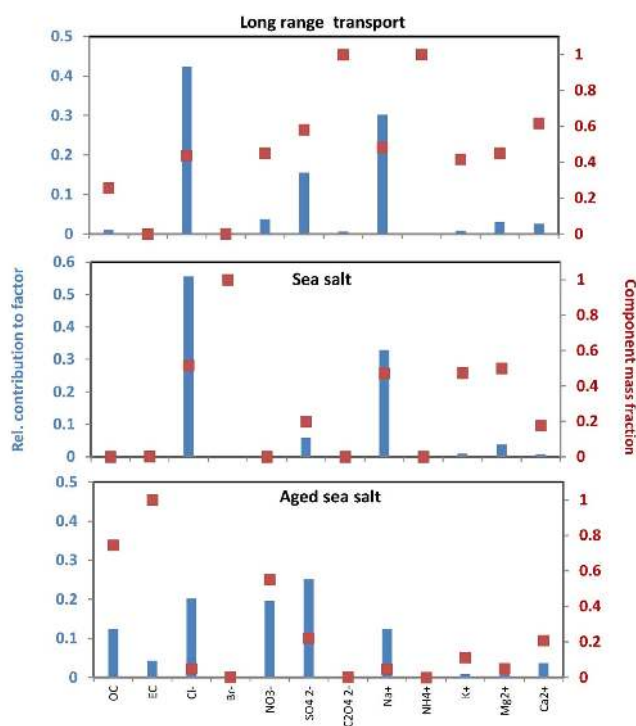 Long range transport
0.5
0.4
0.3
0.2
0.1
0
1
0.8
0.6
0.4
0.2
0
Sea salt
0.6
0.5
0.4
0.3
0.2
0.1
0
1
0.8
0.6
0.4
0.2
0
Rel. contribution to factor
Component mass fraction
Aged sea salt
0.5
0.4
0.3
0.2
0.1
0
1
0.8
0.6
0.4
0.2
0
OC
EC
Cl-
Br-
NO3-
SO4 2-
C2O4 2-
Na+
NH4+
K+
Mg2+
Ca2+